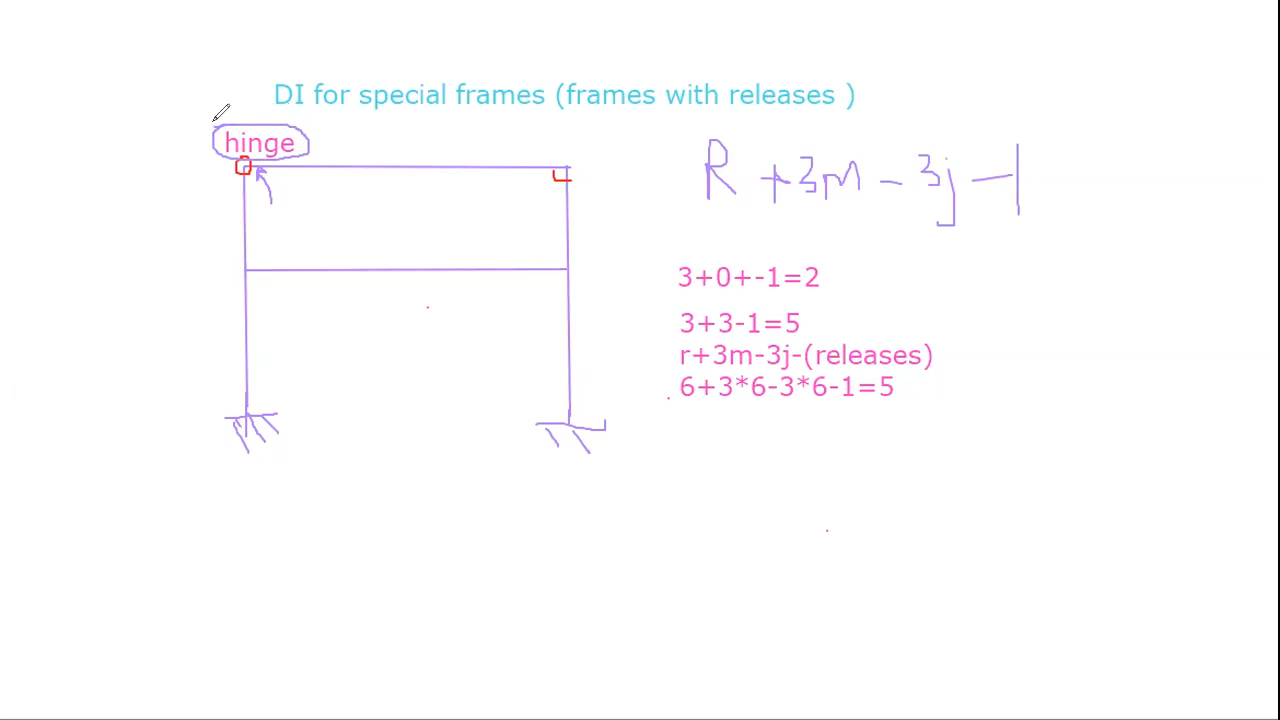 DI for special frames (frames with releases )
hinge
R + 3m - 3j - 1
3+0+-1=2
3+3-1=5
r+3m-3j-(releases)
6+3*6-3*6-1=5